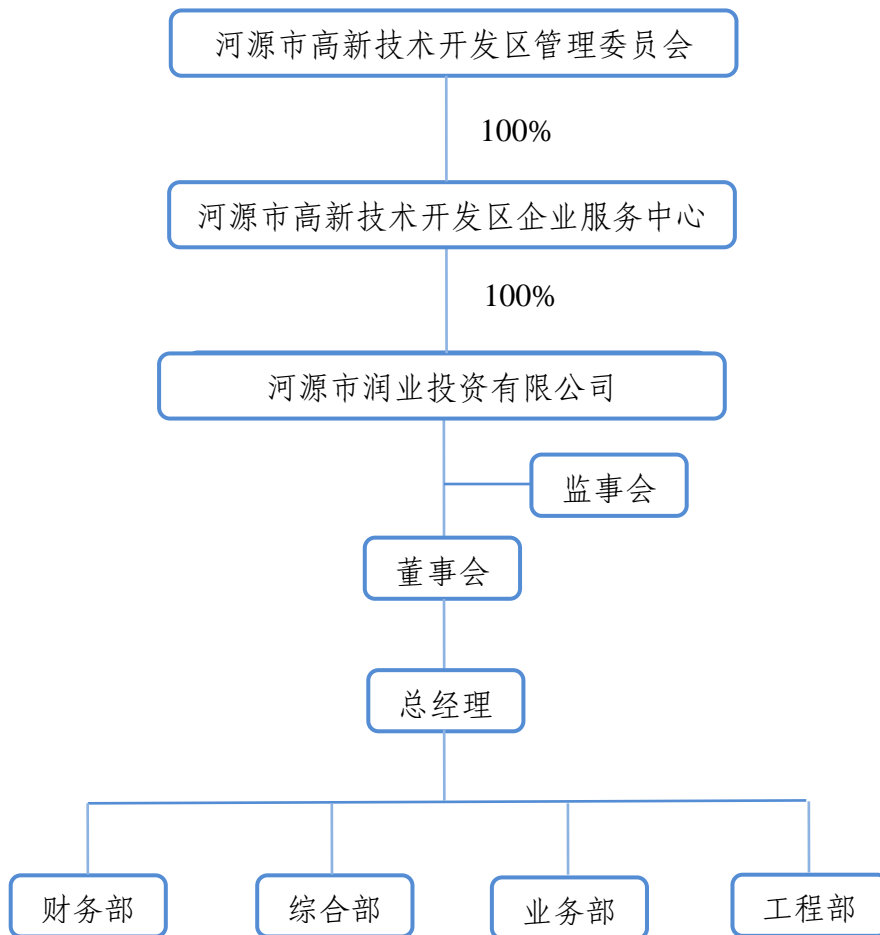 河源市高新技术开发区管理委员会
100%
河源市高新技术开发区企业服务中心
100%
河源市润业投资有限公司
监事会
董事会
总经理
财务部
综合部
业务部
工程部